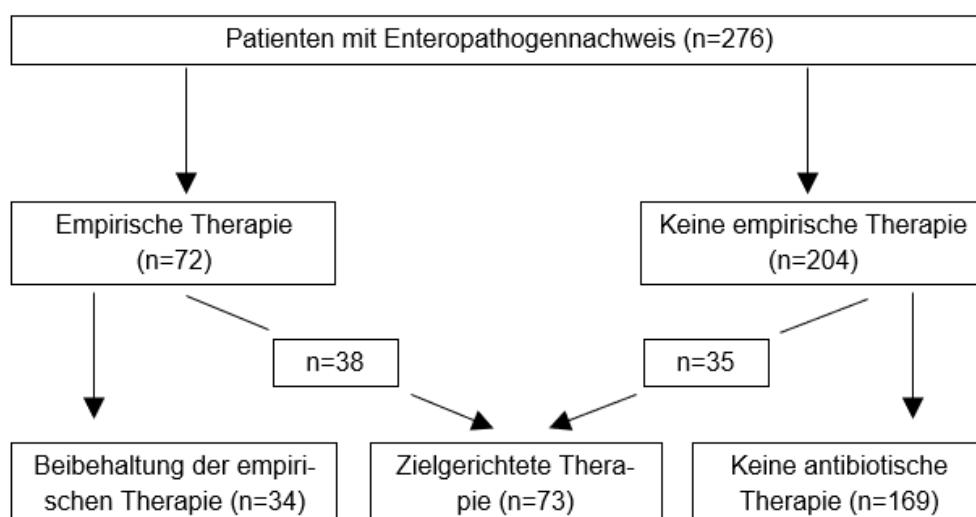 Patienten mit Enteropathogennachweis (n=276)
Empirische Therapie
(n=72)
Keine empirische Therapie
(n=204)
n=38
n=35
Beibehaltung der empiri-
schen Therapie (n=34)
Zielgerichtete Thera-
pie (n=73)
Keine antibiotische
Therapie (n=169)